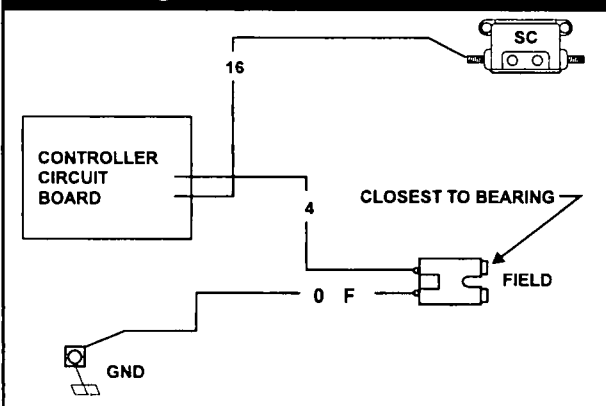 SC
16
CONTROLLER
CIRCUIT
BOARD
4
CLOSEST TO BEARING
FIELD
0 F
GND